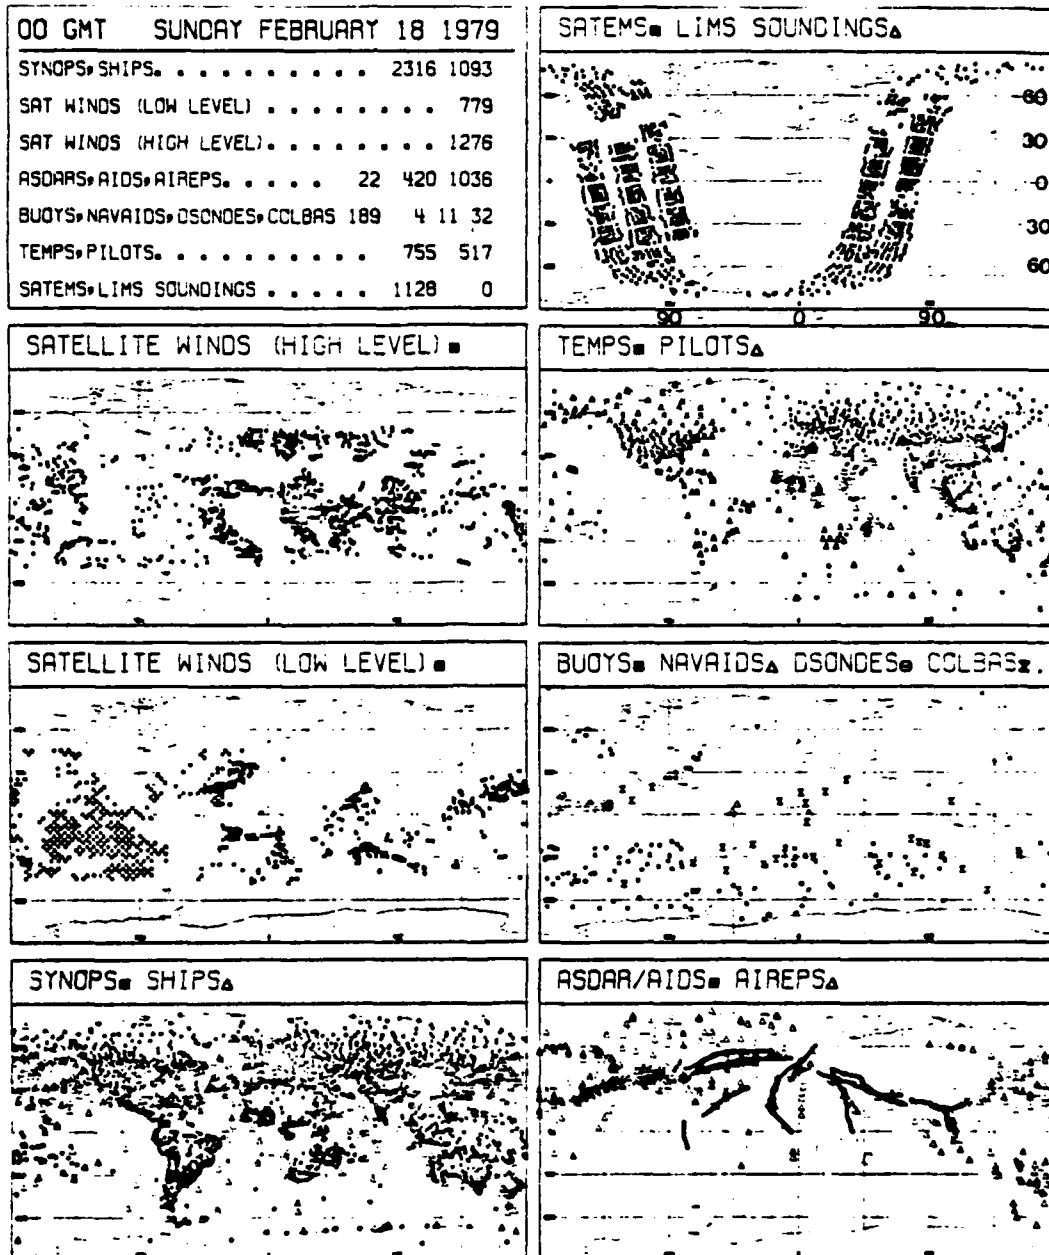 00 GMT SUNDAY FEBRUARY 18 1979
SYNOPS,SHIPS. . . . . . . . . . 2316 1093
SAT WINDS (LOW LEVEL) . . . . . . . . 779
SAT WINDS (HIGH LEVEL). . . . . . . . 1276
ASDARS,AIDS,AIREPS. . . . . 22 420 1036
BUOYS,NAVAIDS,DSONDES,COLBAS 189 4 11 32
TEMPS,PILOTS. . . . . . . . . 755 517
SATEMS,LIMS SOUNDINGS . . . . . 1128 0
SATEMS■ LIMS SOUNDINGS△
60
30
0
30
60
90 0 90
SATELLITE WINDS (HIGH LEVEL) ■
TEMPS■ PILOTS△
SATELLITE WINDS (LOW LEVEL) ■
BUOYS■ NAVAIDS△ DSONDES⊖ COLBAS⧖.
SYNOPS■ SHIPS△
ASDAR/AIDS■ AIREPS△